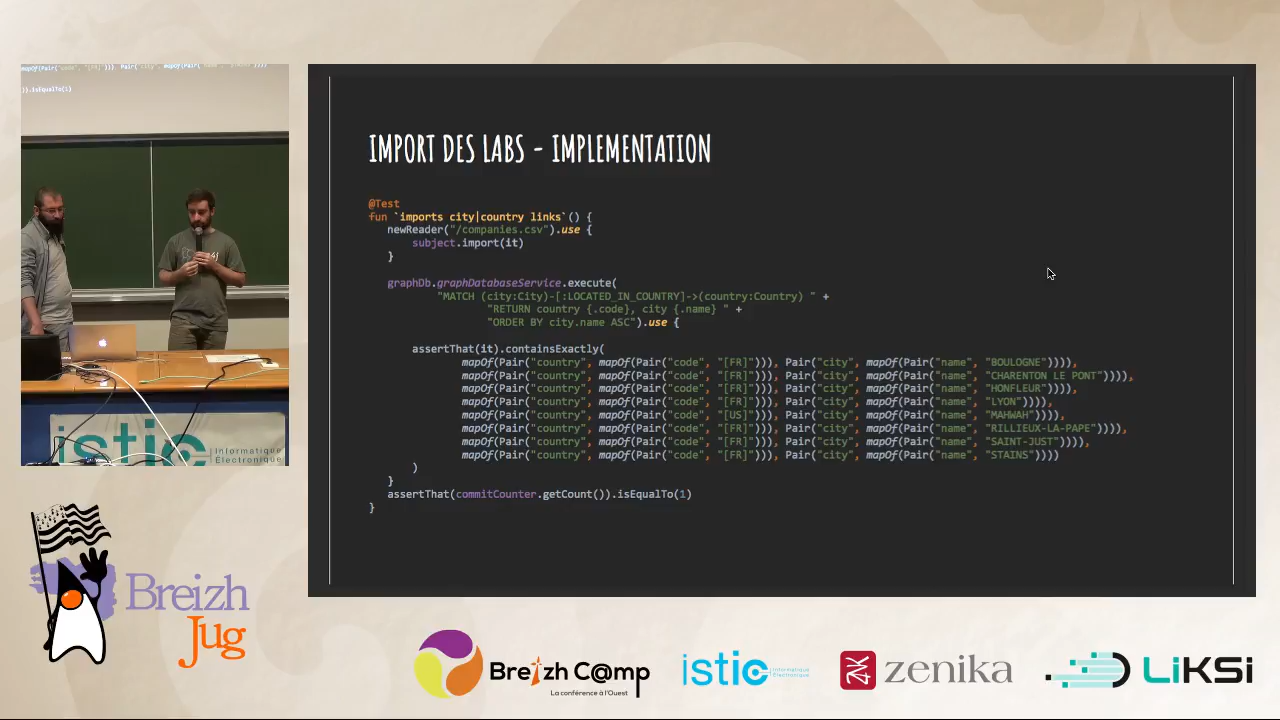 IMPORT DES LABS - IMPLEMENTATION
@Test
fun `imports city|country links`() {
newReader("/companies.csv").use {
subject.import(it)
}
graphDb.graphDatabaseService.execute(
"MATCH (city:City)-[:LOCATED_IN_COUNTRY]->(country:Country) " +
"RETURN country {.code}, city {.name} " +
"ORDER BY city.name ASC").use {
assertThat(it).containsExactly(
mapOf(Pair("country", mapOf(Pair("code", "[FR]"))), Pair("city", mapOf(Pair("name", "BOULOGNE")))),
mapOf(Pair("country", mapOf(Pair("code", "[FR]"))), Pair("city", mapOf(Pair("name", "CHARENTON LE PONT")))),
mapOf(Pair("country", mapOf(Pair("code", "[FR]"))), Pair("city", mapOf(Pair("name", "HONFLEUR")))),
mapOf(Pair("country", mapOf(Pair("code", "[FR]"))), Pair("city", mapOf(Pair("name", "LYON")))),
mapOf(Pair("country", mapOf(Pair("code", "[US]"))), Pair("city", mapOf(Pair("name", "MAHWAH")))),
mapOf(Pair("country", mapOf(Pair("code", "[FR]"))), Pair("city", mapOf(Pair("name", "RILLIEUX-LA-PAPE")))),
mapOf(Pair("country", mapOf(Pair("code", "[FR]"))), Pair("city", mapOf(Pair("name", "SAINT-JUST")))),
mapOf(Pair("country", mapOf(Pair("code", "[FR]"))), Pair("city", mapOf(Pair("name", "STAINS"))))
)
}
assertThat(commitCounter.getCount()).isEqualTo(1)
}
)).isEqualTo(1)
istic
Informatique
Électronique
Breizh
Jug
Breizh C@mp
La conférence à l'Ouest
istic Informatique
Électronique
zenika
LiKSi